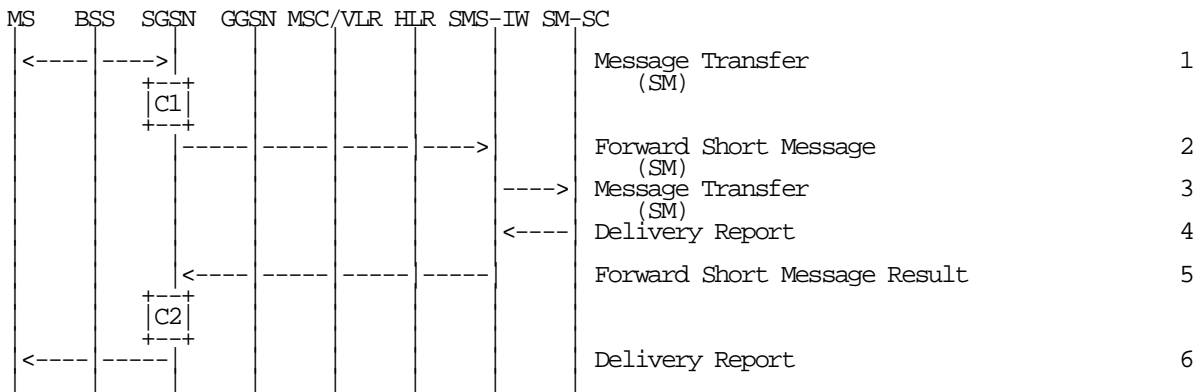 MS BSS SGSN GGSN MSC/VLR HLR SMS-IW SM-SC
Message Transfer 1
(SM)
C1
Forward Short Message 2
(SM)
Message Transfer 3
(SM)
Delivery Report 4
Forward Short Message Result 5
C2
Delivery Report 6